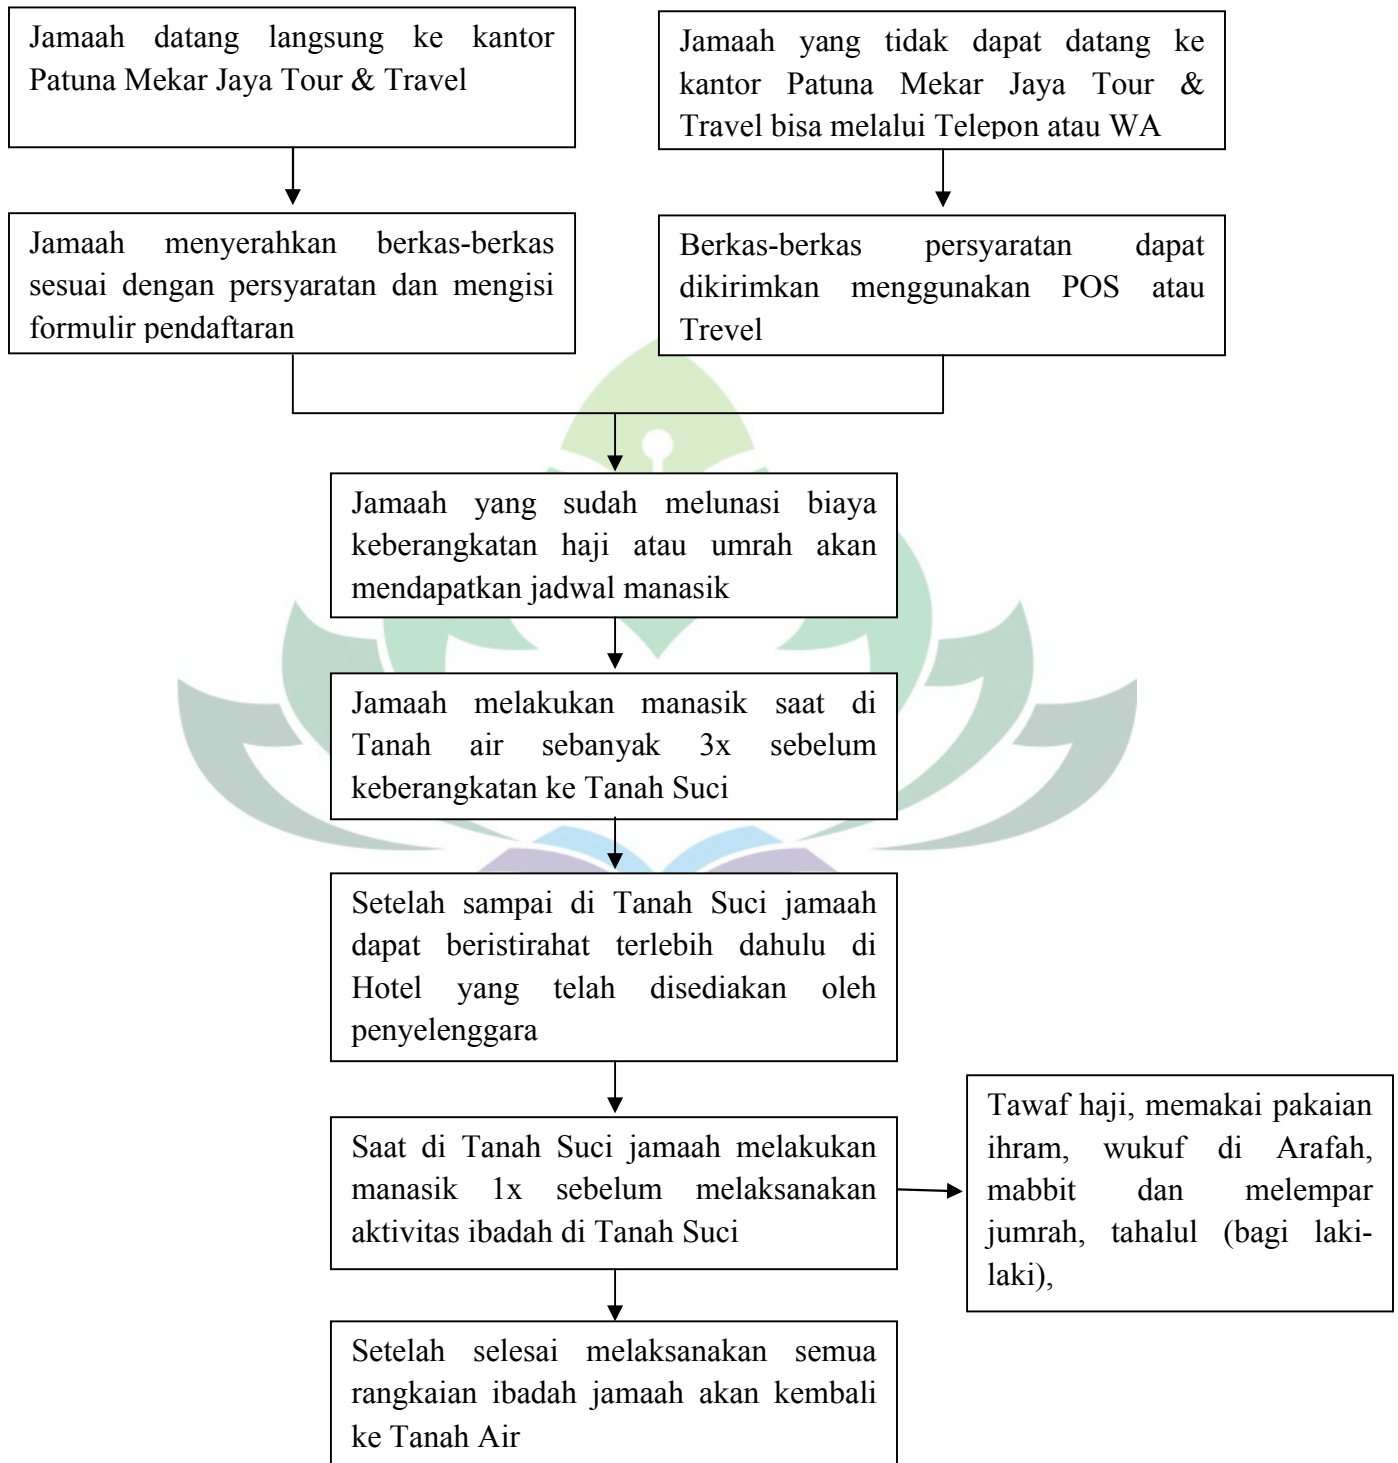 Jamaah datang langsung ke kantor
Patuna Mekar Jaya Tour & Travel
Jamaah yang tidak dapat datang ke
kantor Patuna Mekar Jaya Tour &
Travel bisa melalui Telepon atau WA
Jamaah menyerahkan berkas-berkas
sesuai dengan persyaratan dan mengisi
formulir pendaftaran
Berkas-berkas persyaratan dapat
dikirimkan menggunakan POS atau
Trevel
Jamaah yang sudah melunasi biaya
keberangkatan haji atau umrah akan
mendapatkan jadwal manasik
Jamaah melakukan manasik saat di
Tanah air sebanyak 3x sebelum
keberangkatan ke Tanah Suci
Setelah sampai di Tanah Suci jamaah
dapat beristirahat terlebih dahulu di
Hotel yang telah disediakan oleh
penyelenggara
Saat di Tanah Suci jamaah melakukan
manasik 1x sebelum melaksanakan
aktivitas ibadah di Tanah Suci
Tawaf haji, memakai pakaian
ihram, wukuf di Arafah,
mabbit dan melempar
jumrah, tahalul (bagi laki-
laki),
Setelah selesai melaksanakan semua
rangkaian ibadah jamaah akan kembali
ke Tanah Air